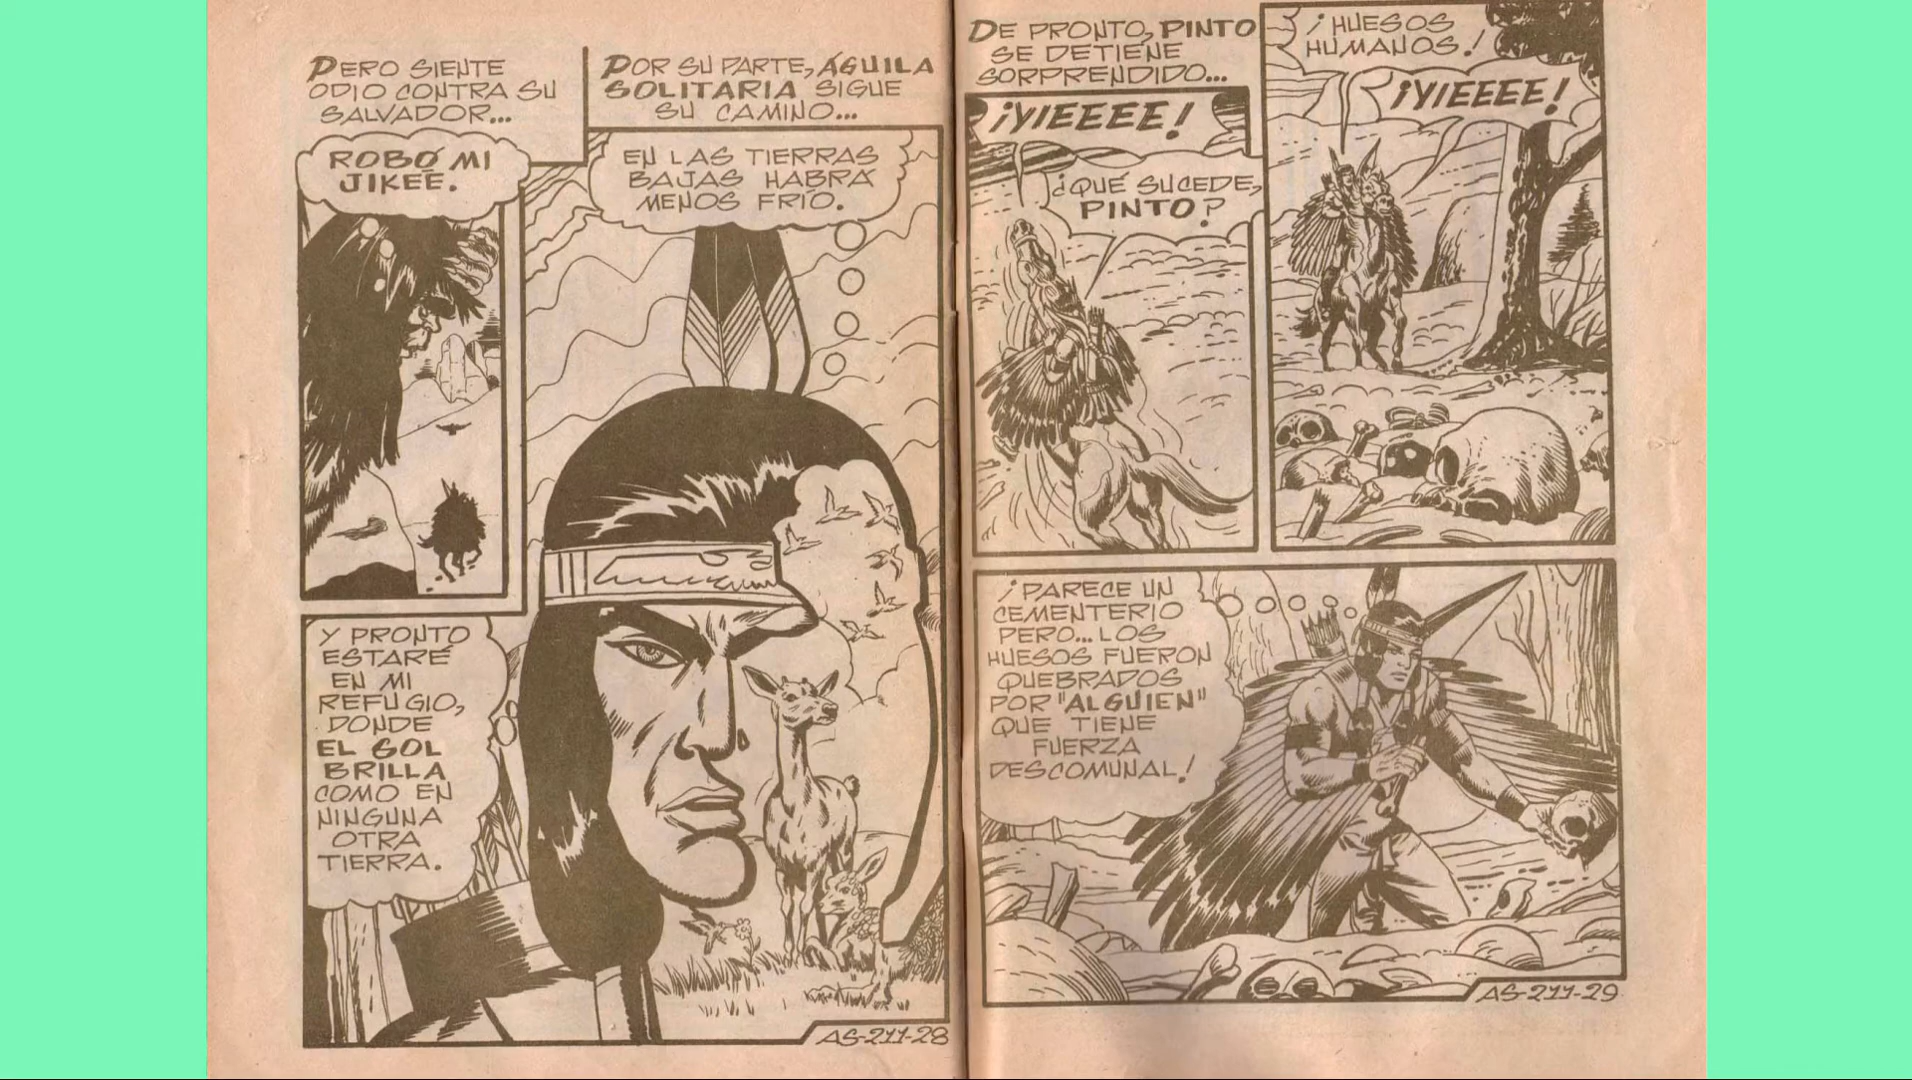 PERO SIENTE
ODIO CONTRA SU
SALVADOR...
ROBÓ MI
JIKEÉ.
POR SU PARTE, ÁGUILA
SOLITARIA SIGUE
SU CAMINO...
EN LAS TIERRAS
BAJAS HABRÁ
MENOS FRÍO.
Y PRONTO
ESTARÉ
EN MI
REFUGIO,
DONDE
EL SOL
BRILLA
COMO EN
NINGUNA
OTRA
TIERRA.
AS-211-28
DE PRONTO, PINTO
SE DETIENE
SORPRENDIDO...
¡YIEEEE!
¿QUÉ SUCEDE,
PINTO?
¡HUESOS
HUMANOS!
¡YIEEEE!
¡PARECE UN
CEMENTERIO
PERO... LOS
HUESOS FUERON
QUEBRADOS
POR "ALGUIEN"
QUE TIENE
FUERZA
DESCOMUNAL!
AS-211-29